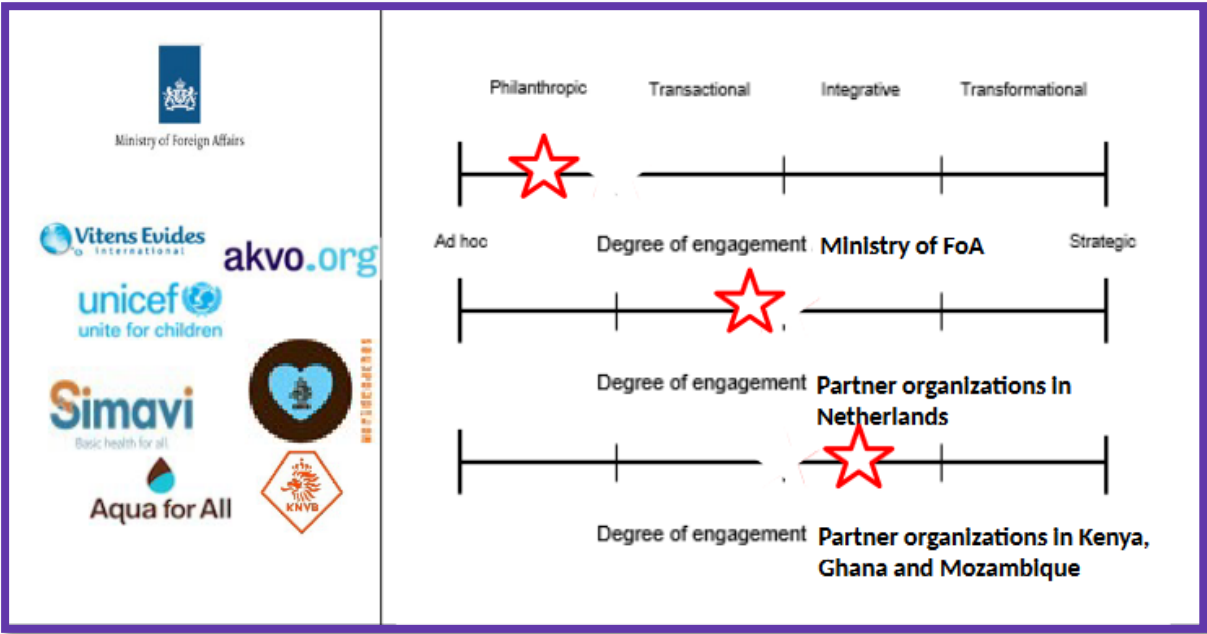 Ministry of Foreign Affairs
Vitens Evides
International
akvo.org
unicef
unite for children
Simavi
Basic health for all
Aqua for All
WORLDCOACHES
KNVB
Philanthropic Transactional Integrative Transformational
Ad hoc Degree of engagement Ministry of FoA Strategic
Degree of engagement Partner organizations in
Netherlands
Degree of engagement Partner organizations in Kenya,
Ghana and Mozambique